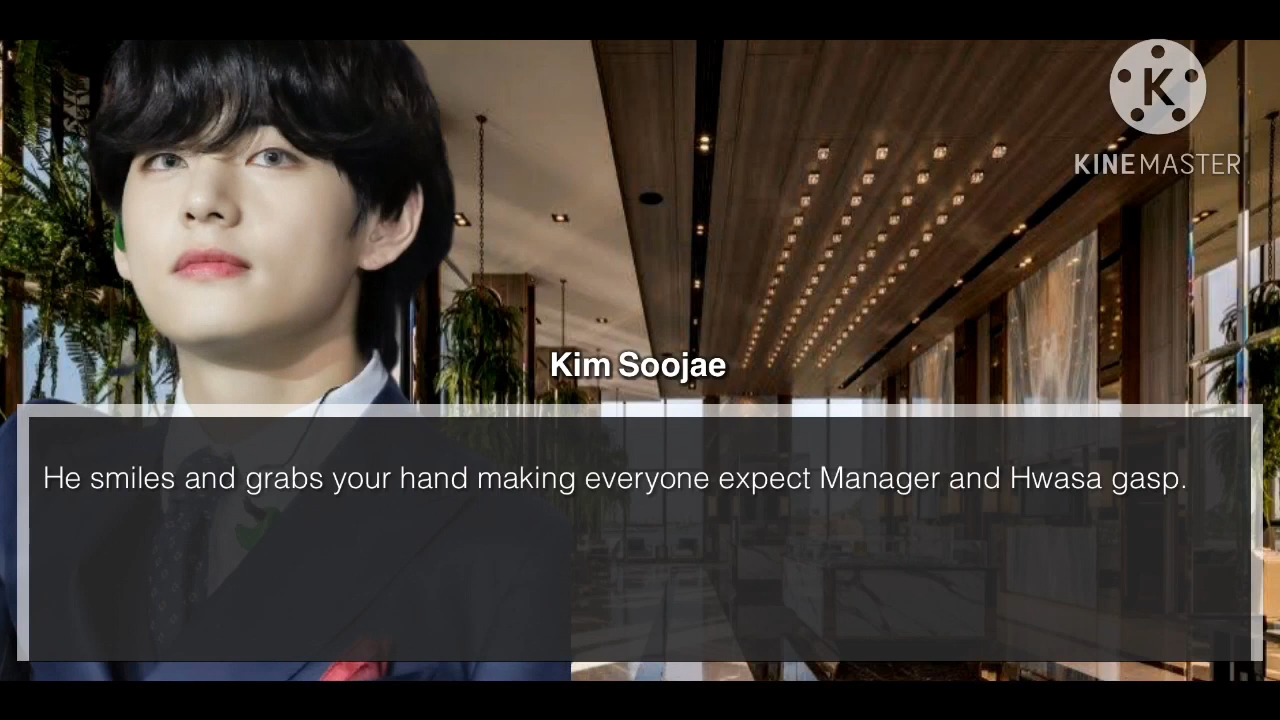 K
KINEMASTER
Kim Soojae
He smiles and grabs your hand making everyone expect Manager and Hwasa gasp.